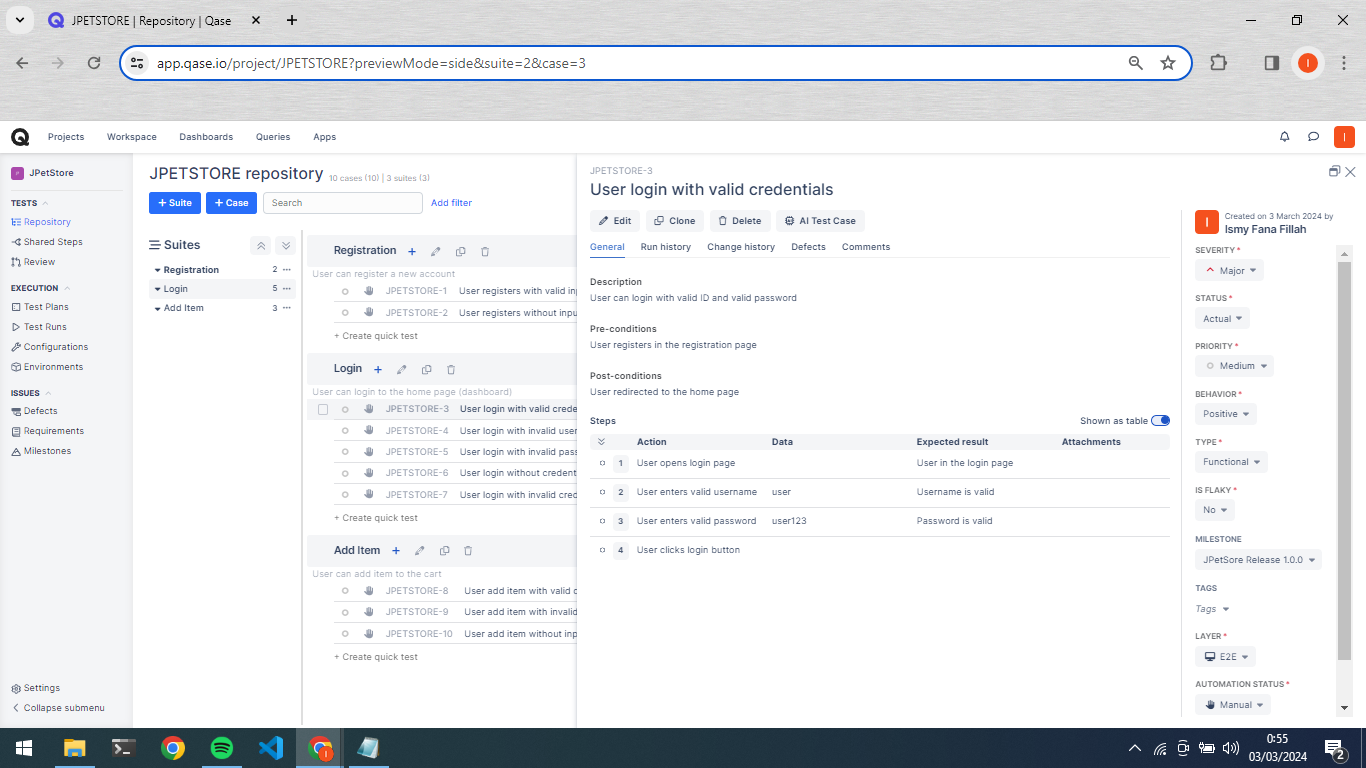 JPETSTORE | Repository | Qase
app.qase.io/project/JPETSTORE?previewMode=side&suite=2&case=3
Projects Workspace Dashboards Queries Apps
JPetStore
TESTS
Repository
Shared Steps
Review
EXECUTION
Test Plans
Test Runs
Configurations
Environments
ISSUES
Defects
Requirements
Milestones
Settings
Collapse submenu
JPETSTORE repository 10 cases (10) | 3 suites (3)
+ Suite + Case Search Add filter
Suites
Registration 2 ···
Login 5 ···
Add Item 3 ···
Registration
User can register a new account
JPETSTORE-1 User registers with valid in
JPETSTORE-2 User registers without inpu
+ Create quick test
Login
User can login to the home page (dashboard)
JPETSTORE-3 User login with valid crede
JPETSTORE-4 User login with invalid user
JPETSTORE-5 User login with invalid pass
JPETSTORE-6 User login without credent
JPETSTORE-7 User login with invalid cred
+ Create quick test
Add Item
User can add item to the cart
JPETSTORE-8 User add item with valid c
JPETSTORE-9 User add item with invalid
JPETSTORE-10 User add item without inp
+ Create quick test
JPETSTORE-3
User login with valid credentials
Edit Clone Delete AI Test Case
General Run history Change history Defects Comments
Description
User can login with valid ID and valid password
Pre-conditions
User registers in the registration page
Post-conditions
User redirected to the home page
Steps Shown as table
Action Data Expected result Attachments
1 User opens login page User in the login page
2 User enters valid username user Username is valid
3 User enters valid password user123 Password is valid
4 User clicks login button
I Created on 3 March 2024 by
Ismy Fana Fillah
SEVERITY *
Major
STATUS *
Actual
PRIORITY *
Medium
BEHAVIOR *
Positive
TYPE *
Functional
IS FLAKY *
No
MILESTONE
JPetSore Release 1.0.0
TAGS
Tags
LAYER *
E2E
AUTOMATION STATUS *
Manual
0:55
03/03/2024
2